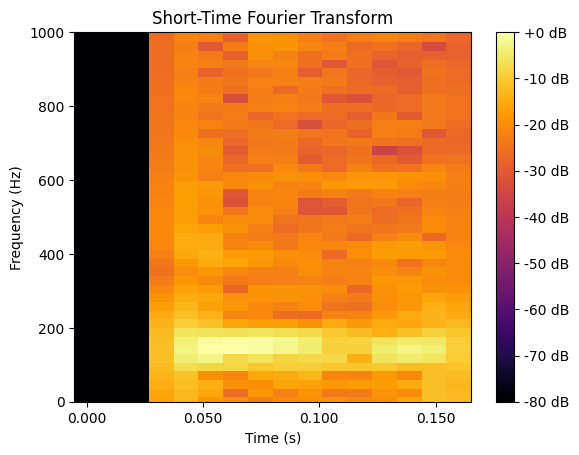 Short-Time Fourier Transform
1000
800
600
400
200
0
Frequency (Hz)
0.000
0.050
0.100
0.150
Time (s)
+0 dB
-10 dB
-20 dB
-30 dB
-40 dB
-50 dB
-60 dB
-70 dB
-80 dB